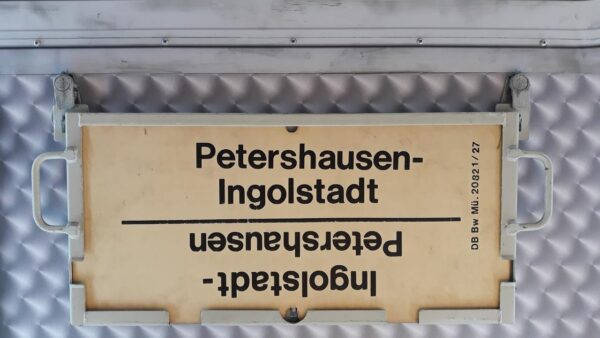 Petershausen-
Ingolstadt
Ingolstadt-
Petershausen
DB Bw Mü. 20821/27